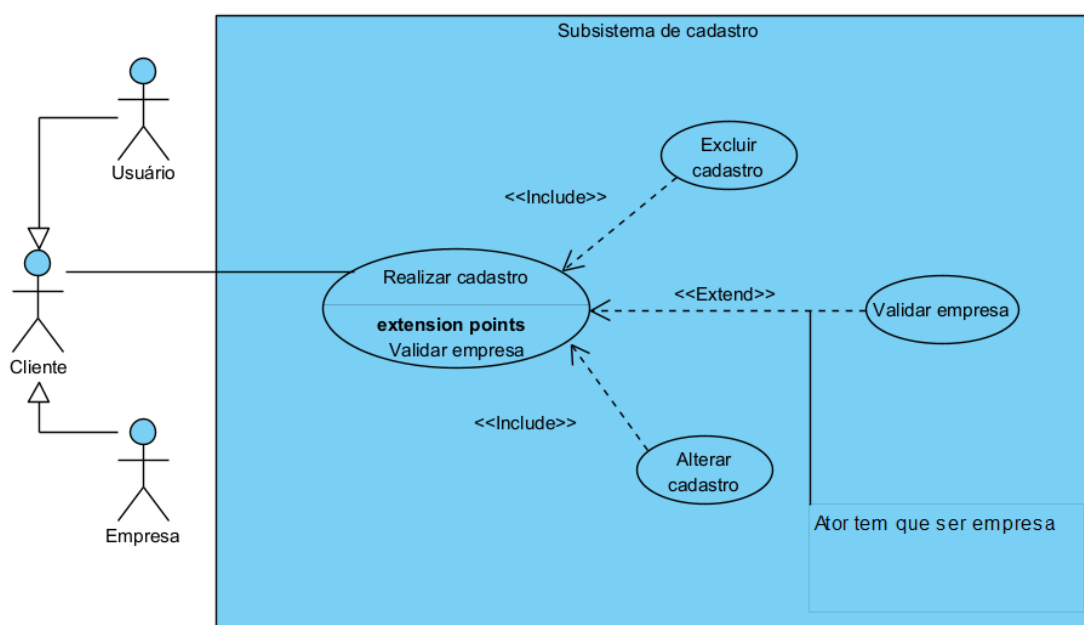 Subsistema de cadastro
Usuário
Excluir
cadastro
<<Include>>
Cliente
Realizar cadastro
extension points
Validar empresa
<<Extend>>
Validar empresa
<<Include>>
Alterar
cadastro
Empresa
Ator tem que ser empresa